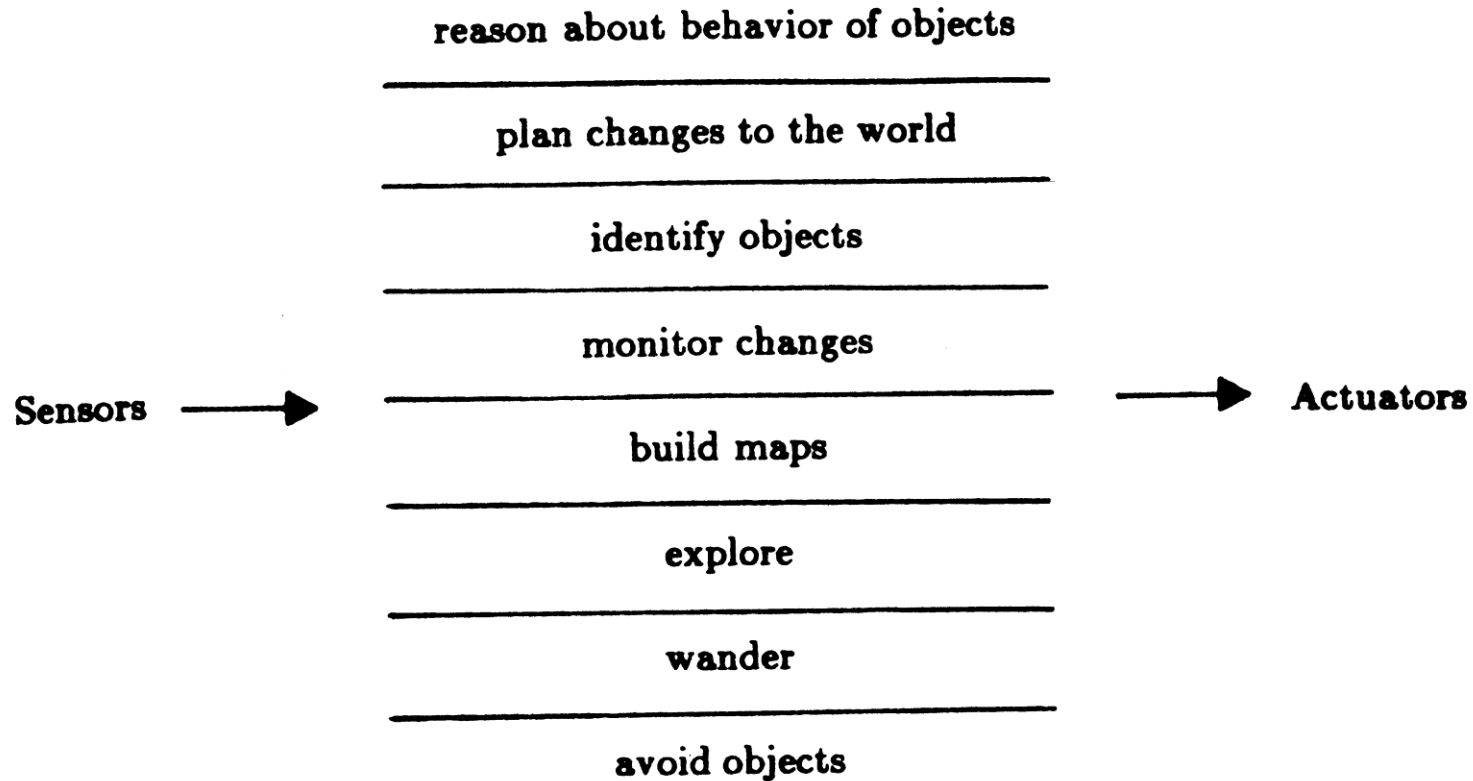 reason about behavior of objects
plan changes to the world
identify objects
monitor changes
Sensors
Actuators
build maps
explore
wander
avoid objects